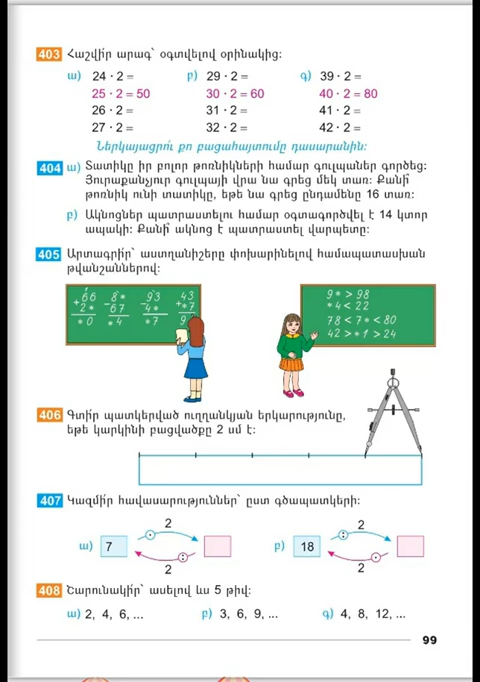 403 Հաշվի՛ր արագ՝ օգտվելով օրինակից:
ա) 24 · 2 = բ) 29 · 2 = գ) 39 · 2 =
25 · 2 = 50 30 · 2 = 60 40 · 2 = 80
26 · 2 = 31 · 2 = 41 · 2 =
27 · 2 = 32 · 2 = 42 · 2 =
Ներկայացրո՛ւ քո բացահայտումը դասարանին:
404 ա) Տատիկը իր բոլոր թոռնիկների համար գուլպաներ գործեց:
Յուրաքանչյուր գուլպայի վրա նա գրեց մեկ տառ: Քանի՞
թոռնիկ ունի տատիկը, եթե նա գրեց ընդամենը 16 տառ:
բ) Ակնոցներ պատրաստելու համար օգտագործվել է 14 կտոր
ապակի: Քանի՞ ակնոց է պատրաստել վարպետը:
405 Արտագրի՛ր՝ աստղանիշերը փոխարինելով համապատասխան
թվանշաններով:
+66 -8* -93 +43
2* 67 4* *7
*0 *4 *7 9
9* > 98
*4 < 22
78 < 7* < 80
42 > *1 > 24
406 Գտի՛ր պատկերված ուղղանկյան երկարությունը,
եթե կարկինի բացվածքը 2 սմ է:
407 Կազմի՛ր հավասարություններ՝ ըստ գծապատկերի:
2 2
ա) 7 · : բ) 18 : ·
2 2
408 Շարունակի՛ր՝ ասելով ևս 5 թիվ:
ա) 2, 4, 6, ... բ) 3, 6, 9, ... գ) 4, 8, 12, ...
99